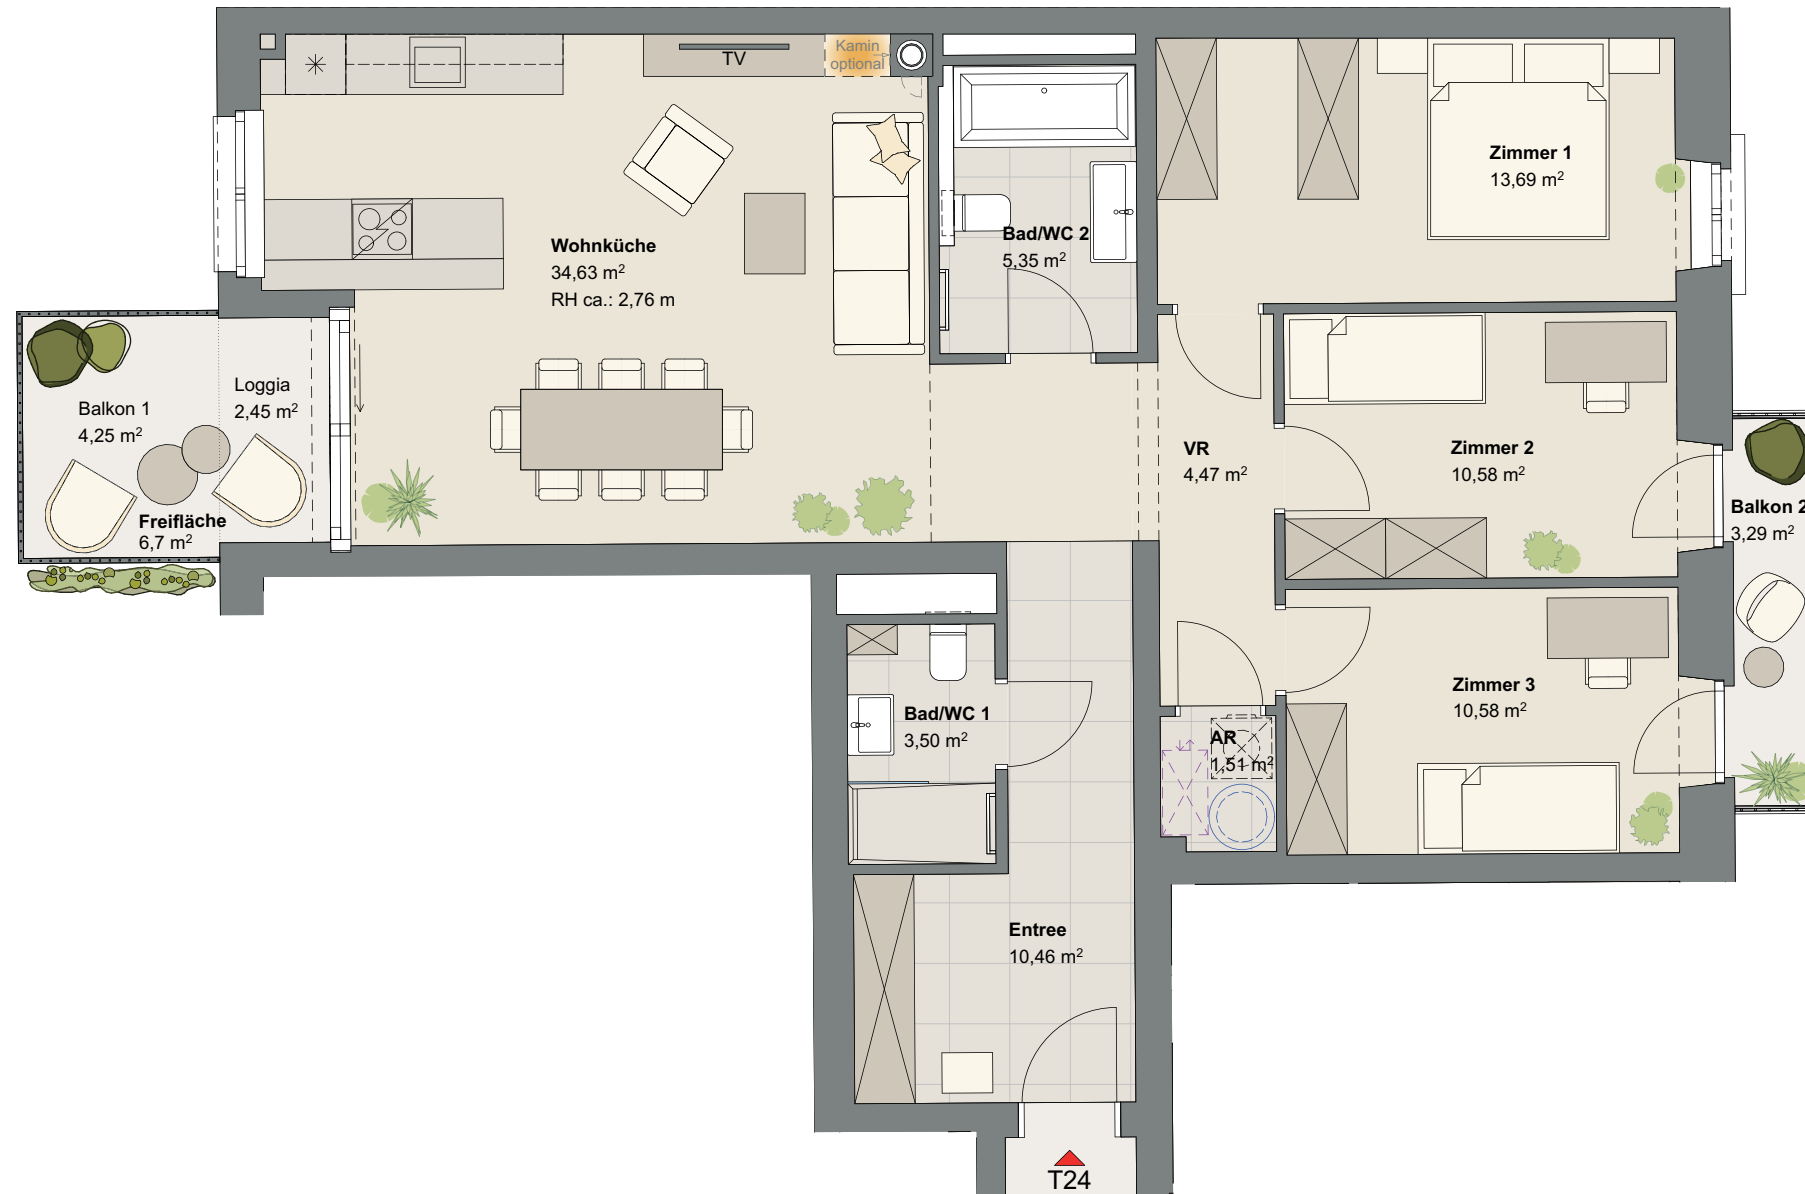 Kamin
optional
TV
Zimmer 1
13,69 m²
Wohnküche
34,63 m²
RH ca.: 2,76 m
Bad/WC 2
5,35 m²
Loggia
2,45 m²
Balkon 1
4,25 m²
Freifläche
6,7 m²
VR
4,47 m²
Zimmer 2
10,58 m²
Balkon 2
3,29 m²
Zimmer 3
10,58 m²
Bad/WC 1
3,50 m²
AR
1,51 m²
Entree
10,46 m²
T24